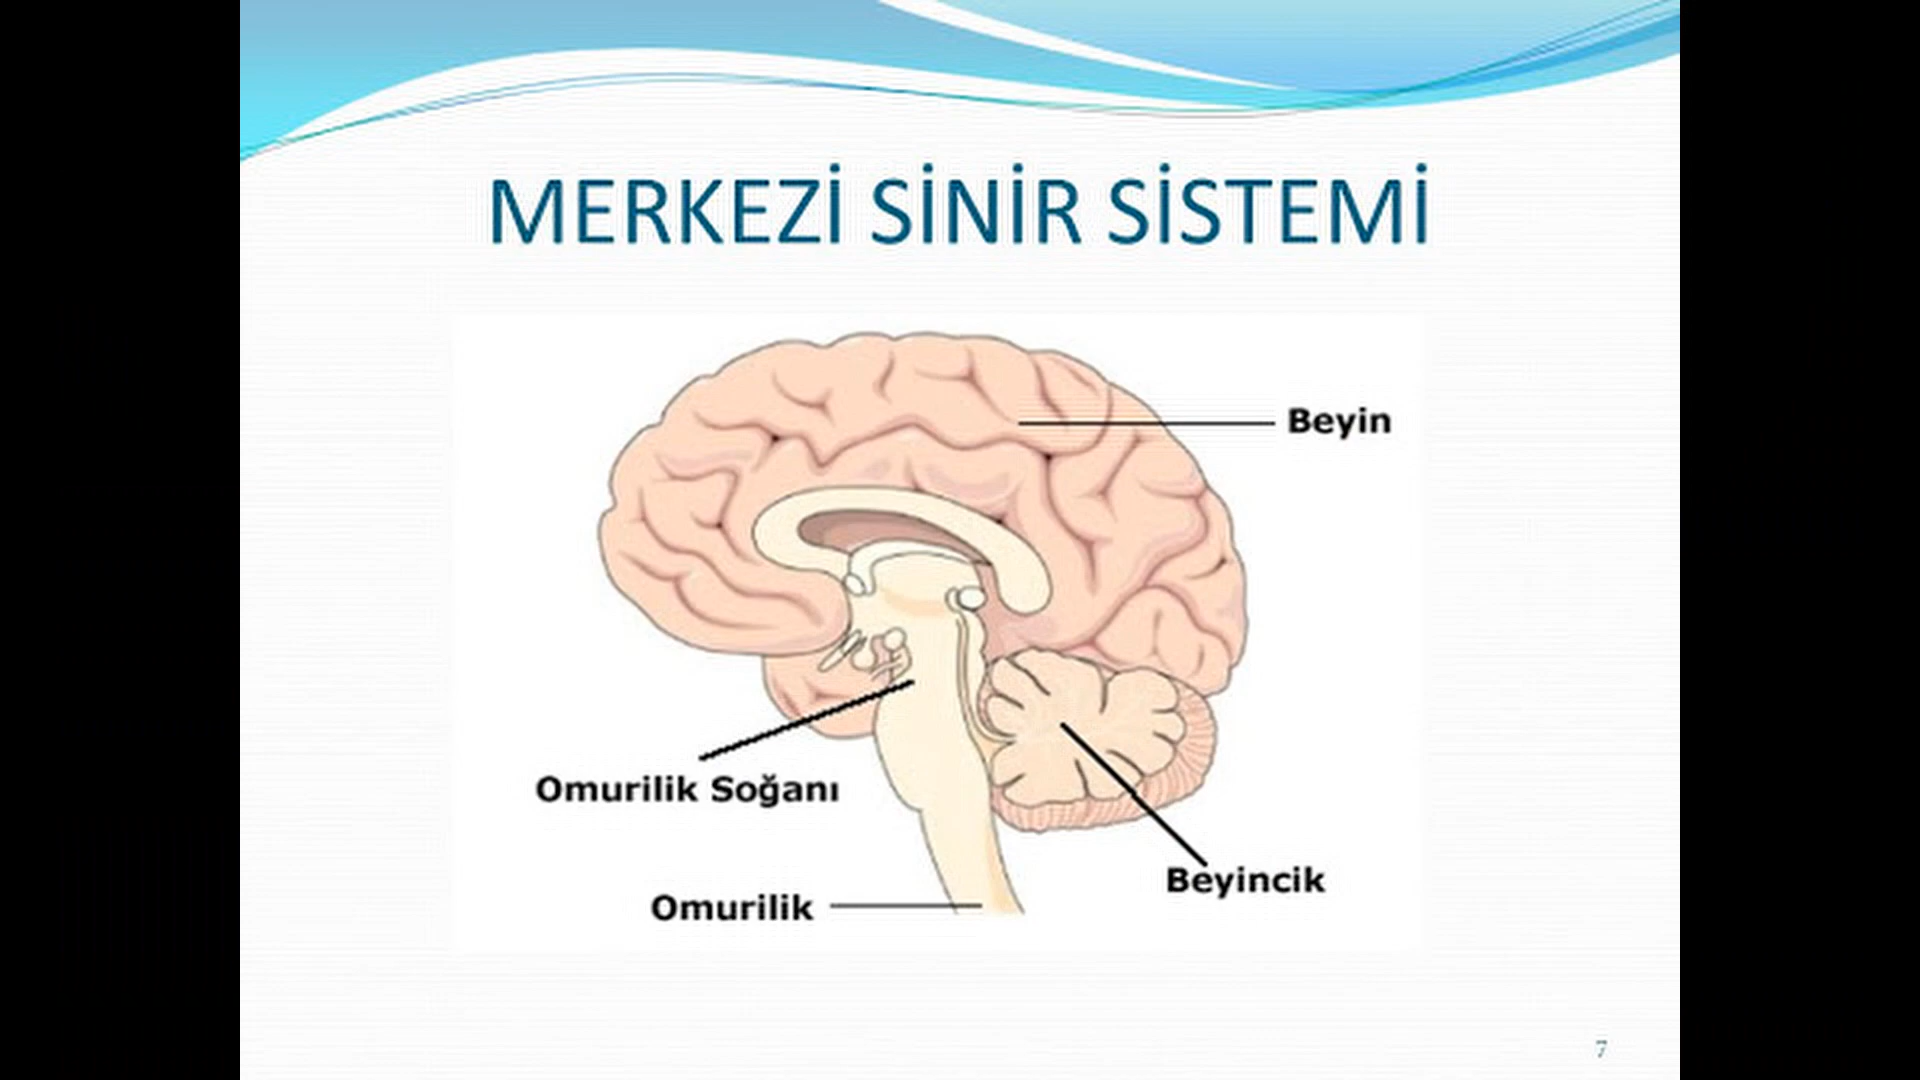 MERKEZİ SİNİR SİSTEMİ
Beyin
Omurilik Soğanı
Beyincik
Omurilik
7